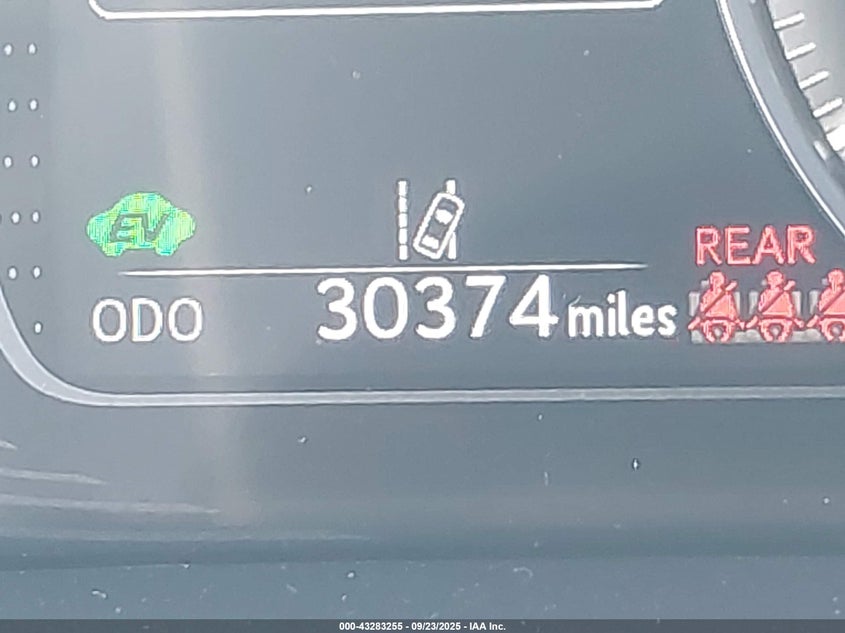 EV
REAR
ODO 30374 miles
000-43283255 - 09/23/2025 - IAA Inc.